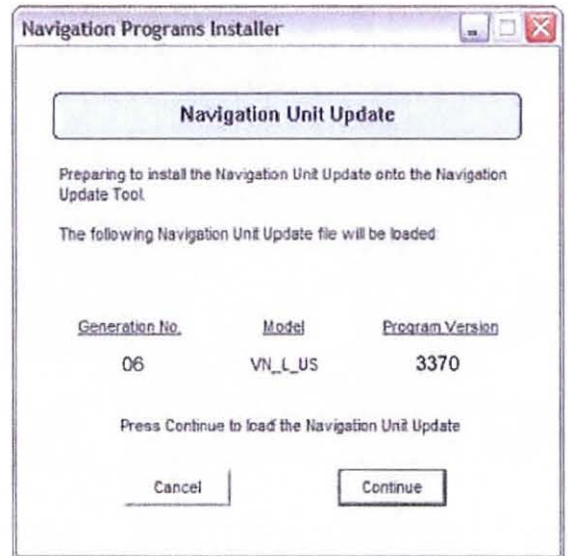 Navigation Programs Installer
Navigation Unit Update
Preparing to install the Navigation Unit Update onto the Navigation
Update Tool.
The following Navigation Unit Update file will be loaded
Generation No. Model Program Version
06 VN_L_US 3370
Press Continue to load the Navigation Unit Update
Cancel Continue